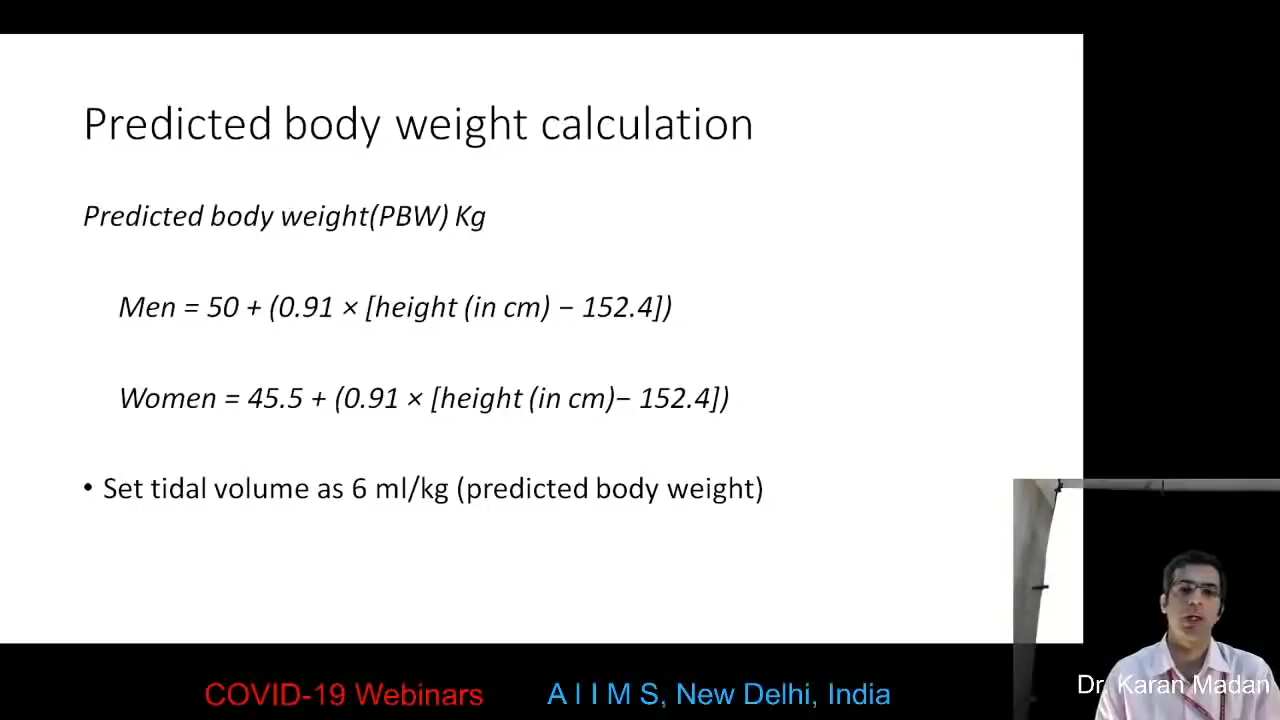 Predicted body weight calculation
Predicted body weight(PBW) Kg
Men = 50 + (0.91 × [height (in cm) − 152.4])
Women = 45.5 + (0.91 × [height (in cm)− 152.4])
• Set tidal volume as 6 ml/kg (predicted body weight)
COVID-19 Webinars
A I I M S, New Delhi, India
Dr. Karan Madan